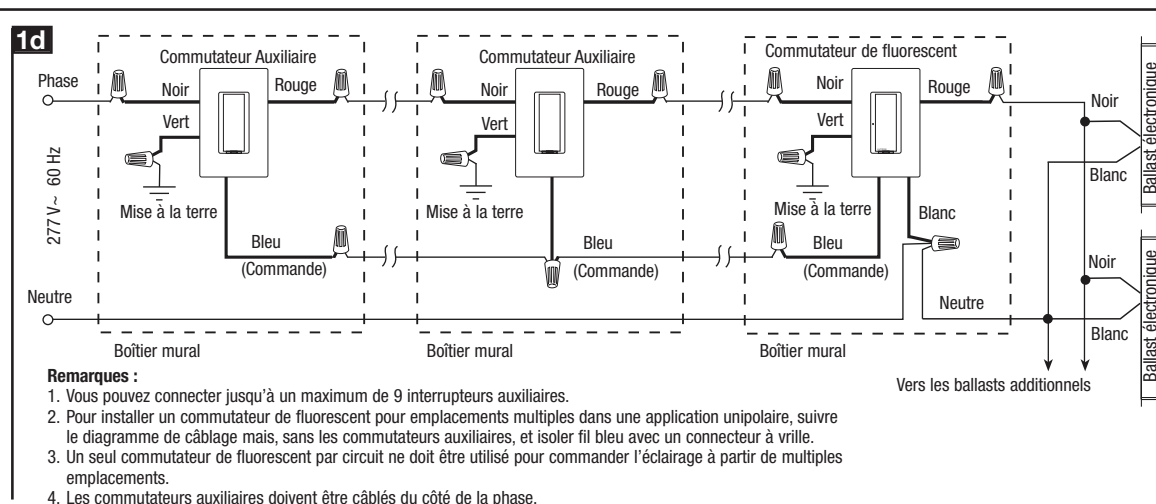 1d
Commutateur Auxiliaire
Commutateur Auxiliaire
Commutateur de fluorescent
Phase
Noir
Rouge
Noir
Rouge
Noir
Rouge
Noir
Vert
Vert
Vert
Blanc
Ballast électronique
277 V~ 60 Hz
Mise à la terre
Mise à la terre
Mise à la terre
Blanc
Bleu
(Commande)
Bleu
(Commande)
Bleu
(Commande)
Noir
Neutre
Neutre
Blanc
Ballast électronique
Boîtier mural
Boîtier mural
Boîtier mural
Vers les ballasts additionnels
Remarques :
1. Vous pouvez connecter jusqu'à un maximum de 9 interrupteurs auxiliaires.
2. Pour installer un commutateur de fluorescent pour emplacements multiples dans une application unipolaire, suivre
le diagramme de câblage mais, sans les commutateurs auxiliaires, et isoler fil bleu avec un connecteur à vrille.
3. Un seul commutateur de fluorescent par circuit ne doit être utilisé pour commander l'éclairage à partir de multiples
emplacements.
4. Les commutateurs auxiliaires doivent être câblés du côté de la phase.